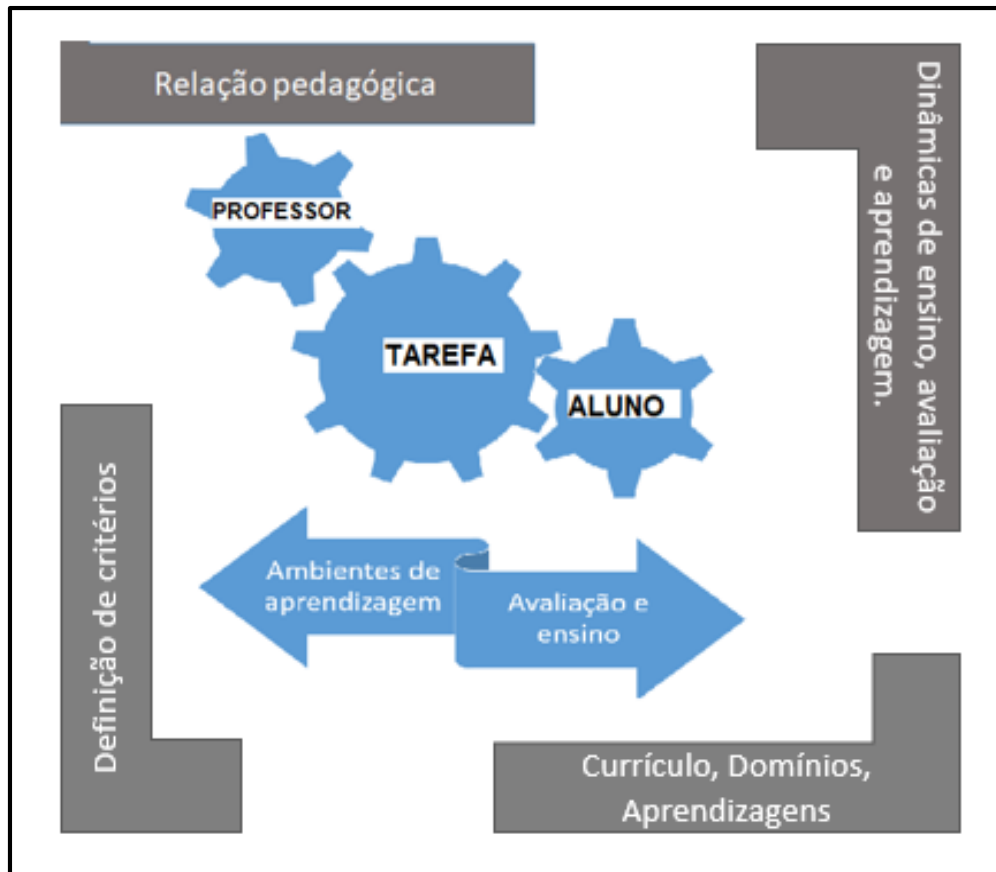 Relação pedagógica
Dinâmicas de ensino, avaliação
e aprendizagem.
PROFESSOR
TAREFA
ALUNO
Definição de critérios
Ambientes de
aprendizagem
Avaliação e
ensino
Currículo, Domínios,
Aprendizagens